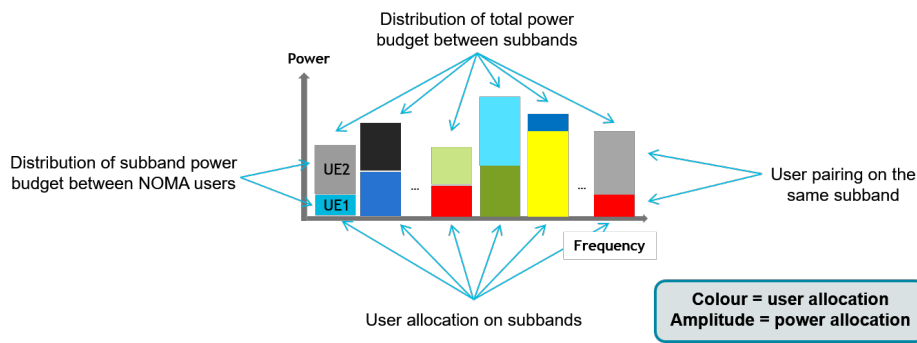 Distribution of total power
budget between subbands
Power
Distribution of subband power
budget between NOMA users
UE2
UE1
...
...
User pairing on the
same subband
Frequency
User allocation on subbands
Colour = user allocation
Amplitude = power allocation